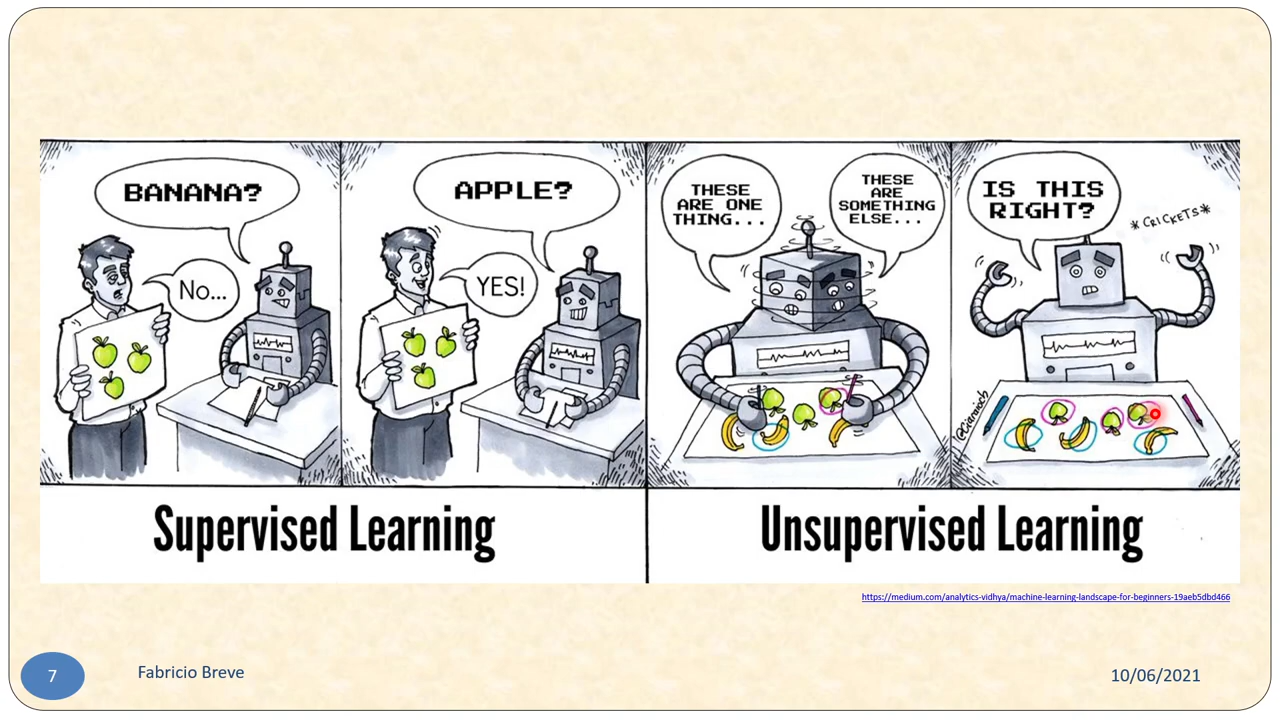 BANANA?
No...
APPLE?
YES!
THESE
ARE ONE
THING...
THESE
ARE
SOMETHING
ELSE...
IS THIS
RIGHT?
*CRICKETS*
@Ciaraioch
Supervised Learning
Unsupervised Learning
https://medium.com/analytics-vidhya/machine-learning-landscape-for-beginners-19aeb5dbd466
7
Fabricio Breve
10/06/2021